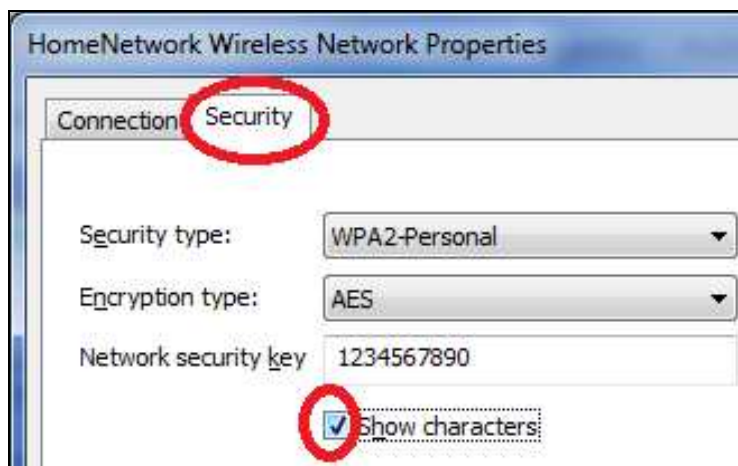 HomeNetwork Wireless Network Properties
Connection Security
Security type: WPA2-Personal
Encryption type: AES
Network security key 1234567890
Show characters